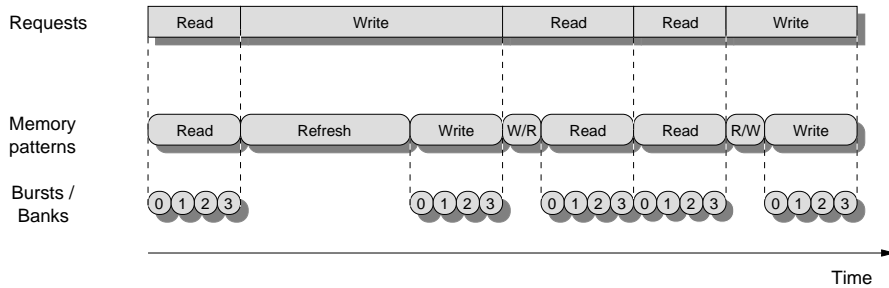 Requests Read Write Read Read Write
Memory patterns Read Refresh Write W/R Read Read R/W Write
Bursts / Banks 0 1 2 3 0 1 2 3 0 1 2 3 0 1 2 3 0 1 2 3
Time